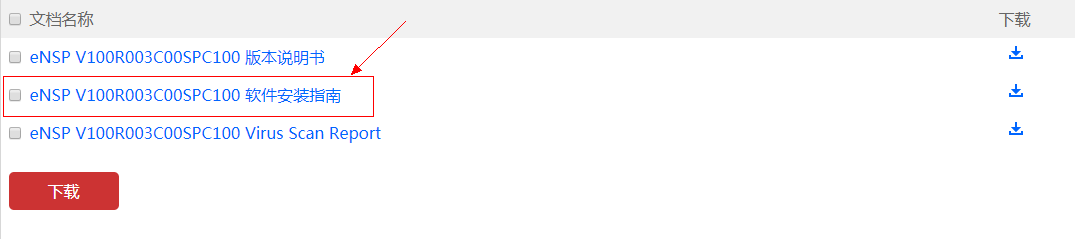 文档名称 下载
eNSP V100R003C00SPC100 版本说明书
eNSP V100R003C00SPC100 软件安装指南
eNSP V100R003C00SPC100 Virus Scan Report
下载